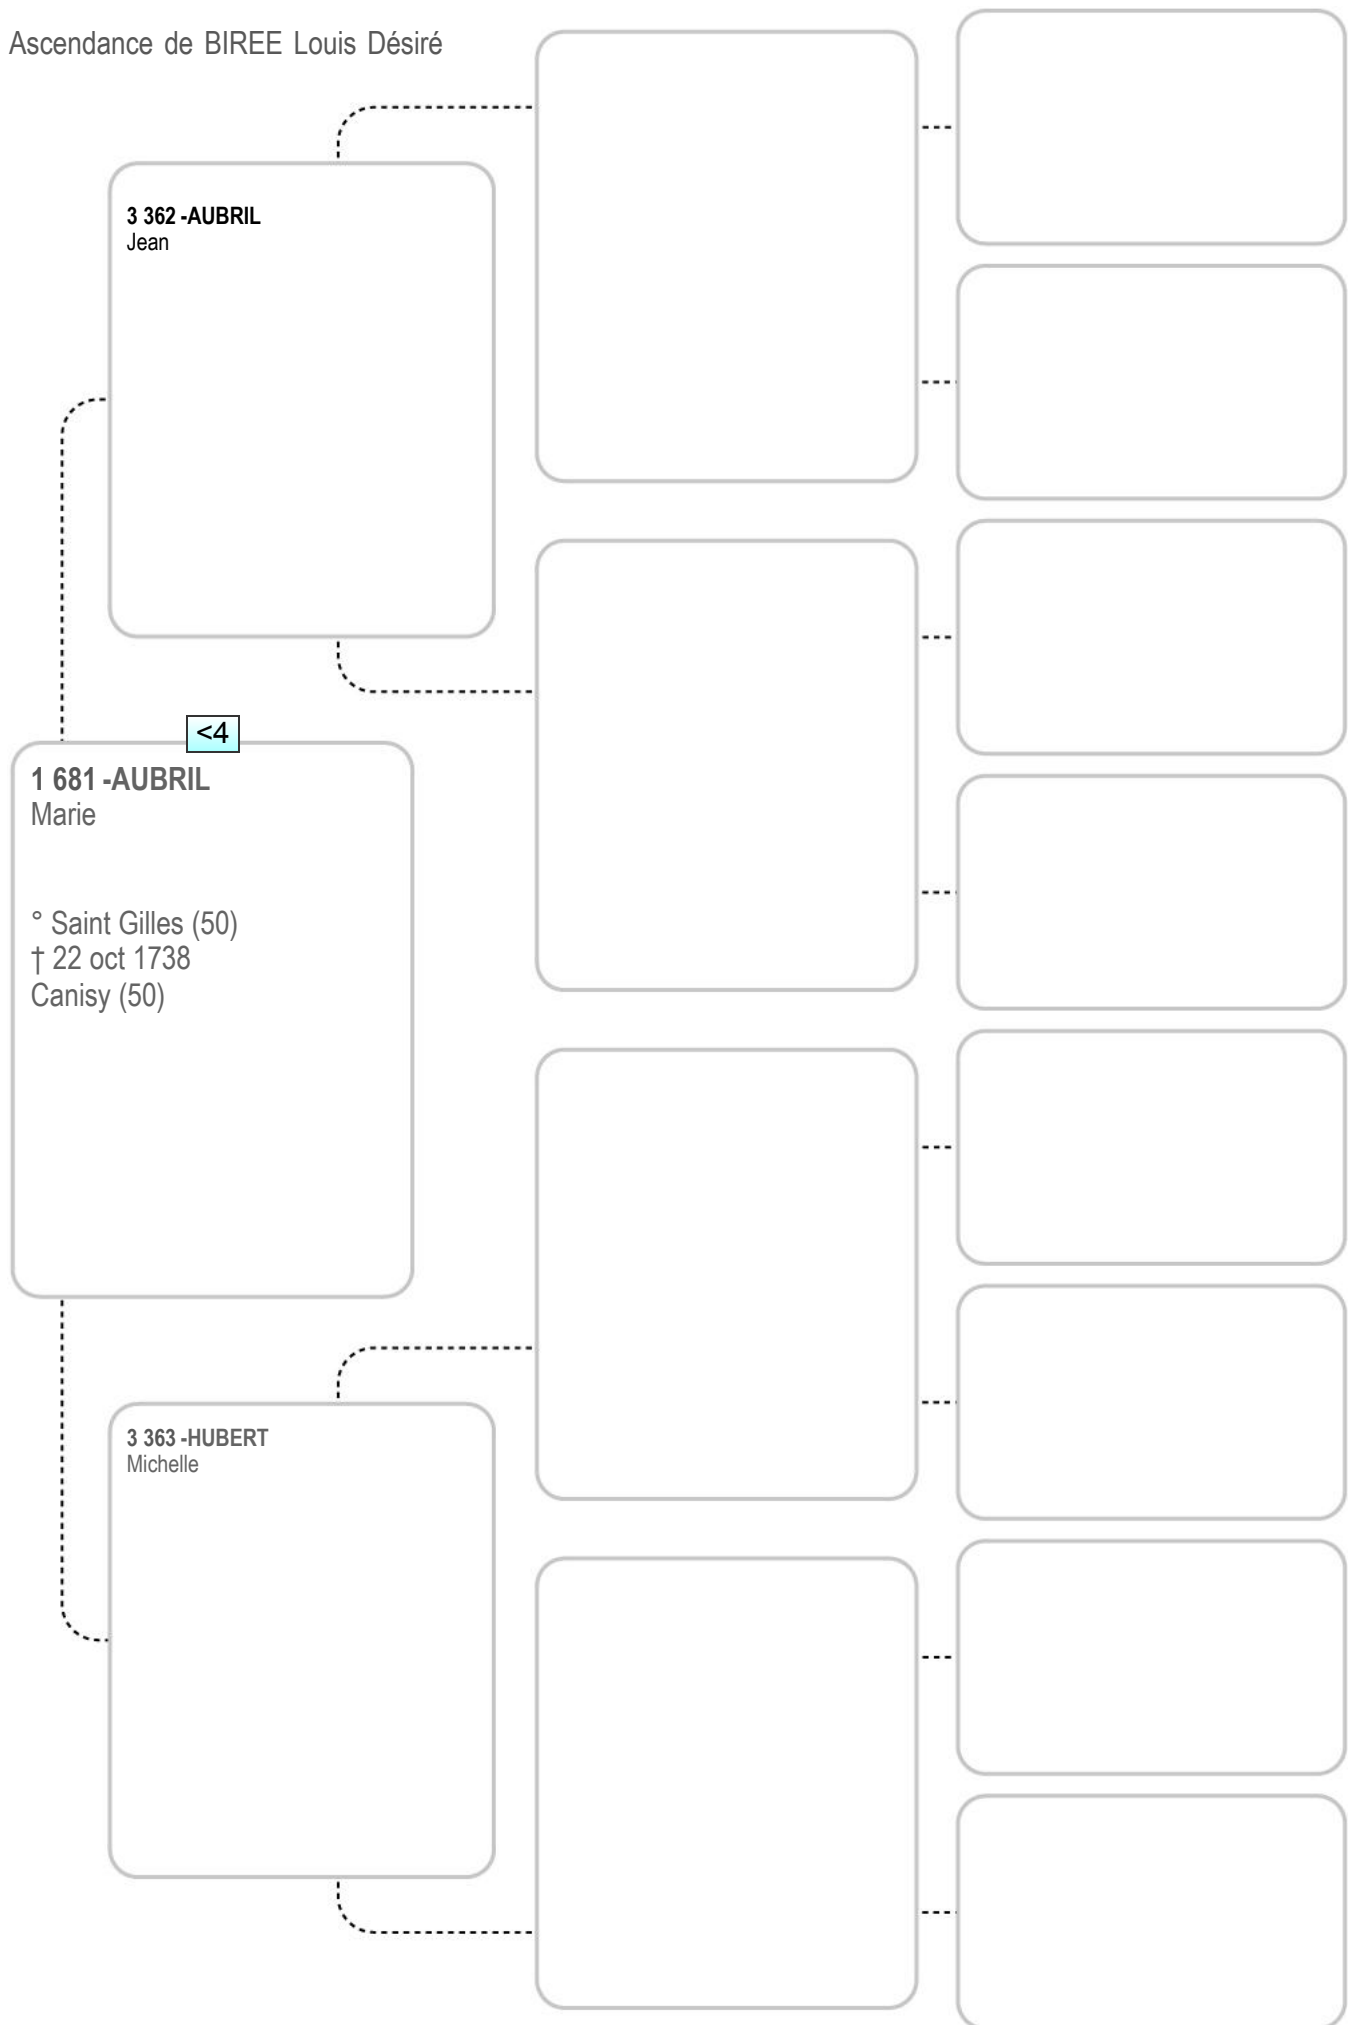 Ascendance de BIREE Louis Désiré
3 362 -AUBRIL
Jean
<4
1 681 -AUBRIL
Marie
° Saint Gilles (50)
† 22 oct 1738
Canisy (50)
3 363 -HUBERT
Michelle